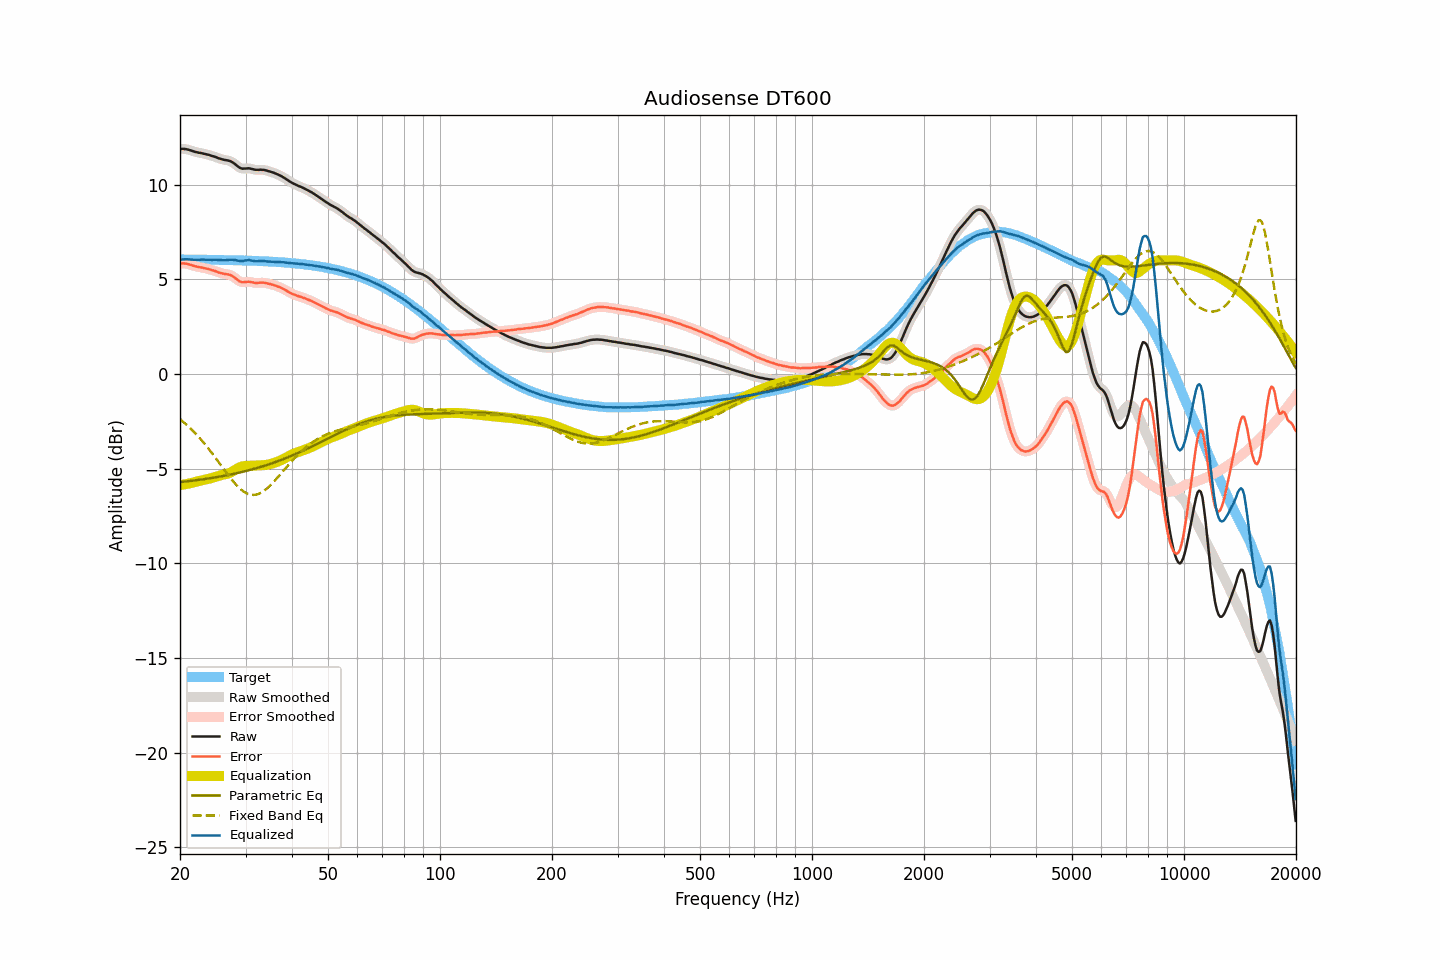 Audiosense DT600
10
5
0
−5
−10
−15
−20
−25
Amplitude (dBr)
Target
Raw Smoothed
Error Smoothed
Raw
Error
Equalization
Parametric Eq
Fixed Band Eq
Equalized
20 50 100 200 500 1000 2000 5000 10000 20000
Frequency (Hz)